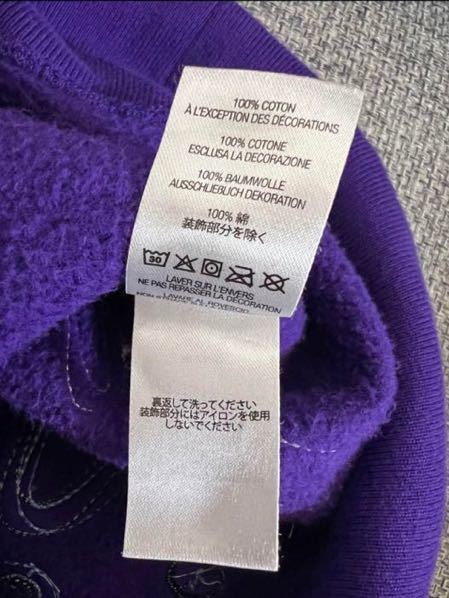 100% COTON
À L'EXCEPTION DES DÉCORATIONS
100% COTONE
ESCLUSA LA DECORAZIONE
100% BAUMWOLLE
AUSSCHLIEßLICH DEKORATION
100% 綿
装飾部分を除く
30
LAVER SUR L'ENVERS
NE PAS REPASSER LA DÉCORATION
LAVARE AL ROVESCIO
裏返して洗ってください
装飾部分にはアイロンを使用
しないでください